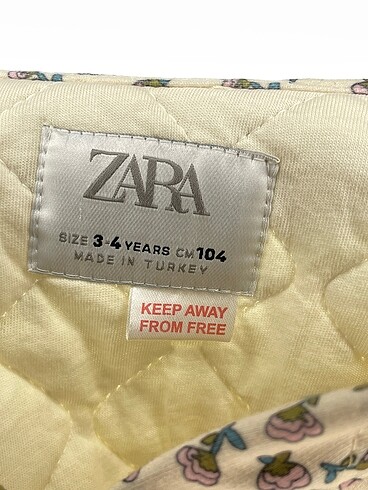 ZARA
SIZE 3-4 YEARS CM 104
MADE IN TURKEY
KEEP AWAY
FROM FREE